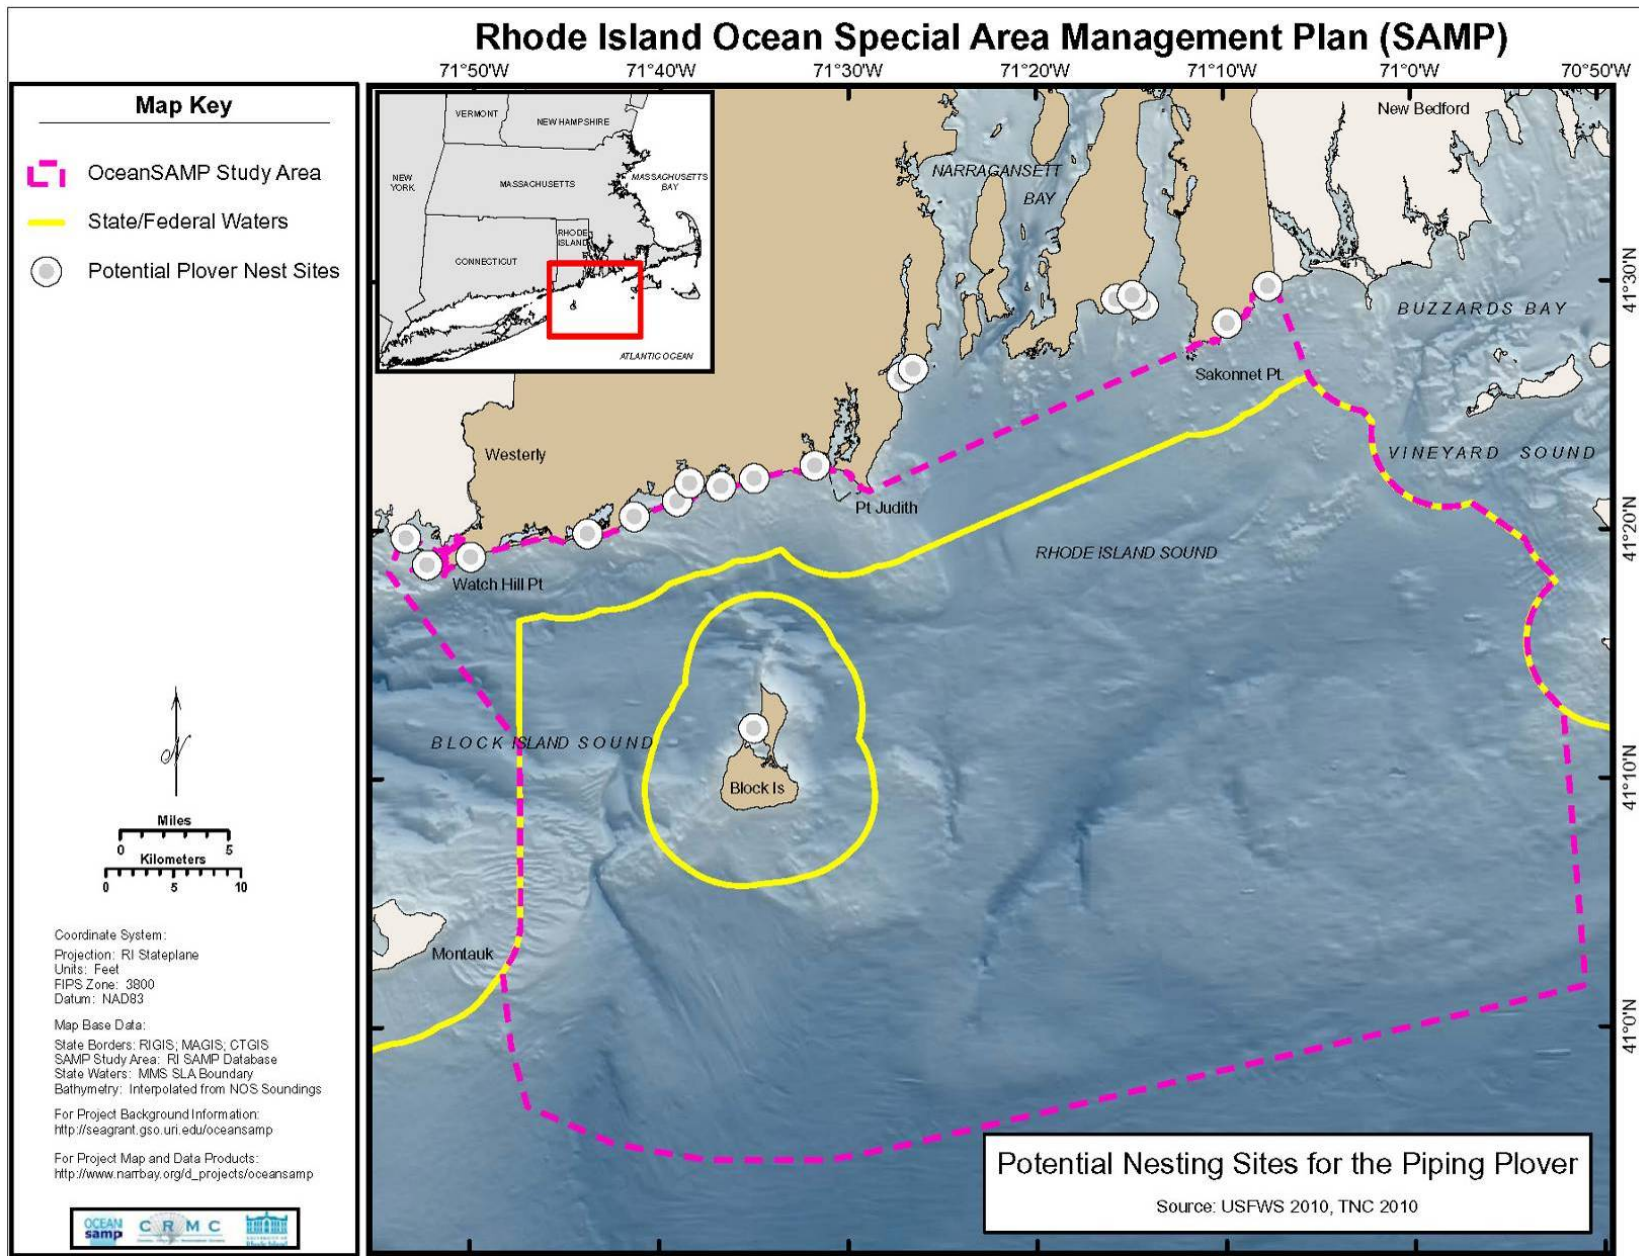 Rhode Island Ocean Special Area Management Plan (SAMP)
71°50'W 71°40'W 71°30'W 71°20'W 71°10'W 71°0'W 70°50'W
Map Key
OceanSAMP Study Area
State/Federal Waters
Potential Plover Nest Sites
N
Miles
0 5
Kilometers
0 5 10
Coordinate System:
Projection: RI Stateplane
Units: Feet
FIPS Zone: 3800
Datum: NAD83
Map Base Data:
State Borders: RIGIS; MAGIS; CTGIS
SAMP Study Area: RI SAMP Database
State Waters: MMS SLA Boundary
Bathymetry: Interpolated from NOS Soundings
For Project Background Information:
http://seagrant.gso.uri.edu/oceansamp
For Project Map and Data Products:
http://www.narrbay.org/d_projects/oceansamp
OCEAN
samp
CRMC
Rhode Island
VERMONT
NEW HAMPSHIRE
NEW
YORK
MASSACHUSETTS
MASSACHUSETTS
BAY
RHODE
ISLAND
CONNECTICUT
ATLANTIC OCEAN
New Bedford
NARRAGANSETT
BAY
BUZZARDS BAY
Sakonnet Pt.
Westerly
VINEYARD SOUND
Pt Judith
RHODE ISLAND SOUND
Watch Hill Pt
BLOCK ISLAND SOUND
Block Is
Montauk
41°30'N
41°20'N
41°10'N
41°0'N
Potential Nesting Sites for the Piping Plover
Source: USFWS 2010, TNC 2010